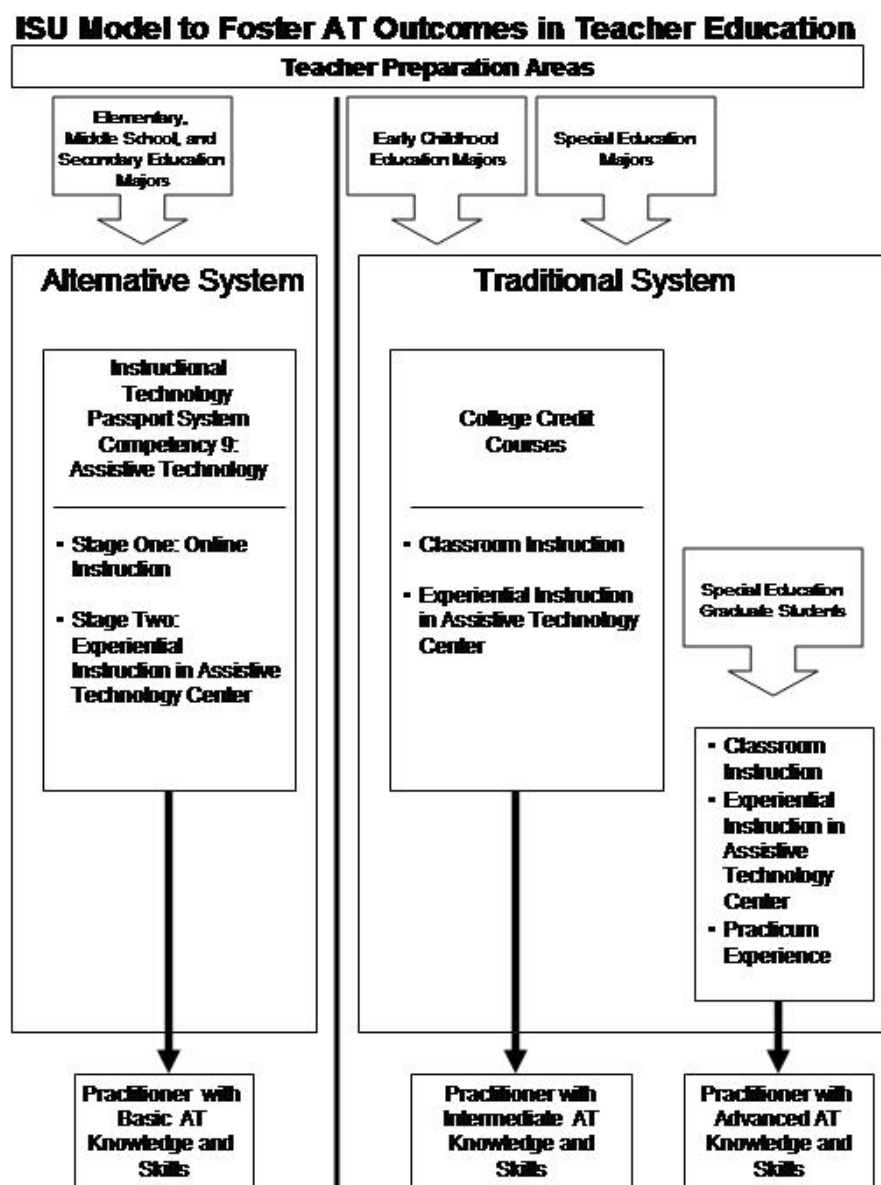 ISU Model to Foster AT Outcomes in Teacher Education
Teacher Preparation Areas
Elementary,
Middle School, and
Secondary Education
Majors
Early Childhood
Education Majors
Special Education
Majors
Alternative System
Instructional
Technology
Passport System
Competency 9:
Assistive Technology
▪ Stage One: Online
Instruction
▪ Stage Two:
Experiential
Instruction in Assistive
Technology Center
Traditional System
College Credit
Courses
▪ Classroom Instruction
▪ Experiential Instruction
in Assistive Technology
Center
Special Education
Graduate Students
▪ Classroom
Instruction
▪ Experiential
Instruction in
Assistive
Technology
Center
▪ Practicum
Experience
Practitioner with
Basic AT
Knowledge and
Skills
Practitioner with
Intermediate AT
Knowledge and
Skills
Practitioner with
Advanced AT
Knowledge and
Skills